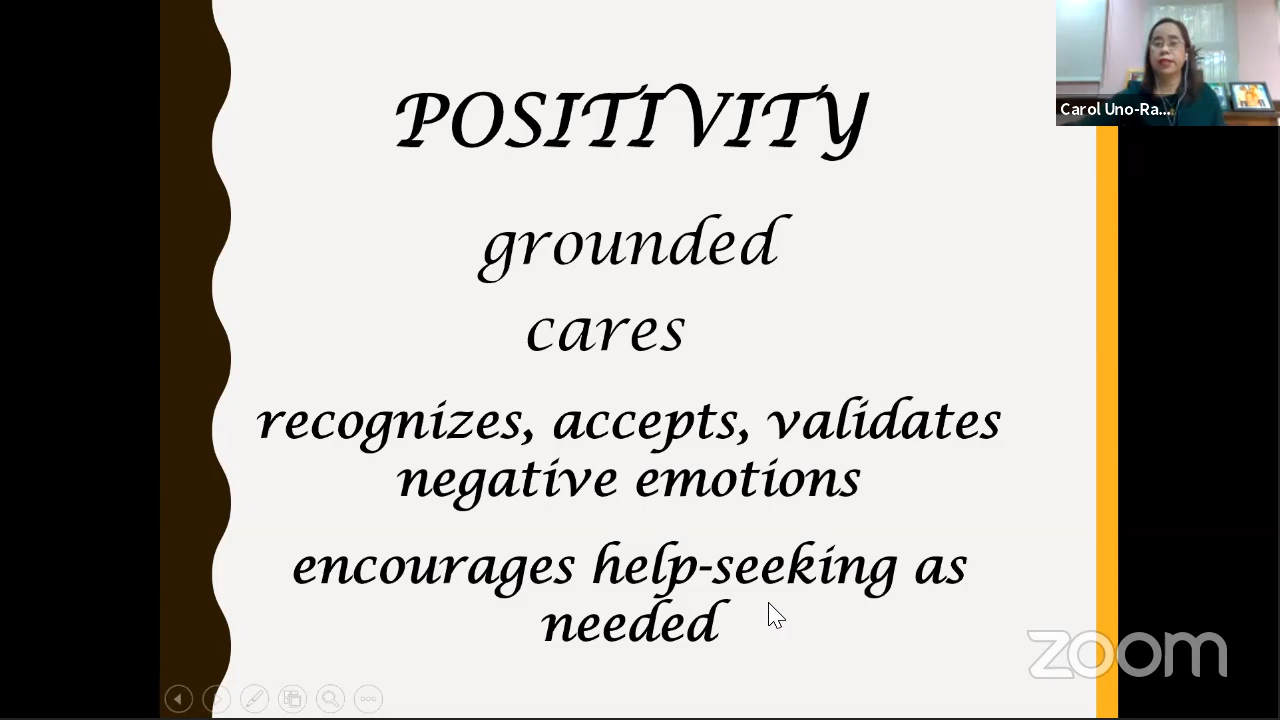 POSITIVITY
grounded
cares
recognizes, accepts, validates
negative emotions
encourages help-seeking as
needed
Carol Uno-Ra...
zoom